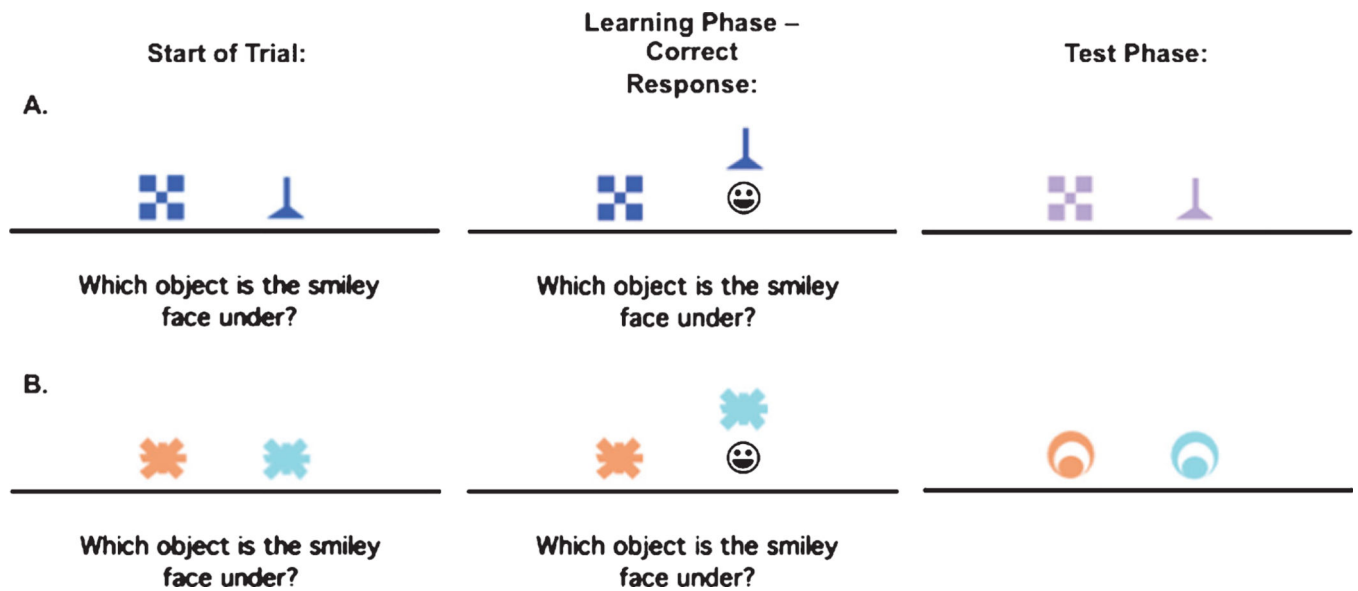 Start of Trial:
Learning Phase –
Correct
Response:
Test Phase:
A.
Which object is the smiley
face under?
Which object is the smiley
face under?
B.
Which object is the smiley
face under?
Which object is the smiley
face under?